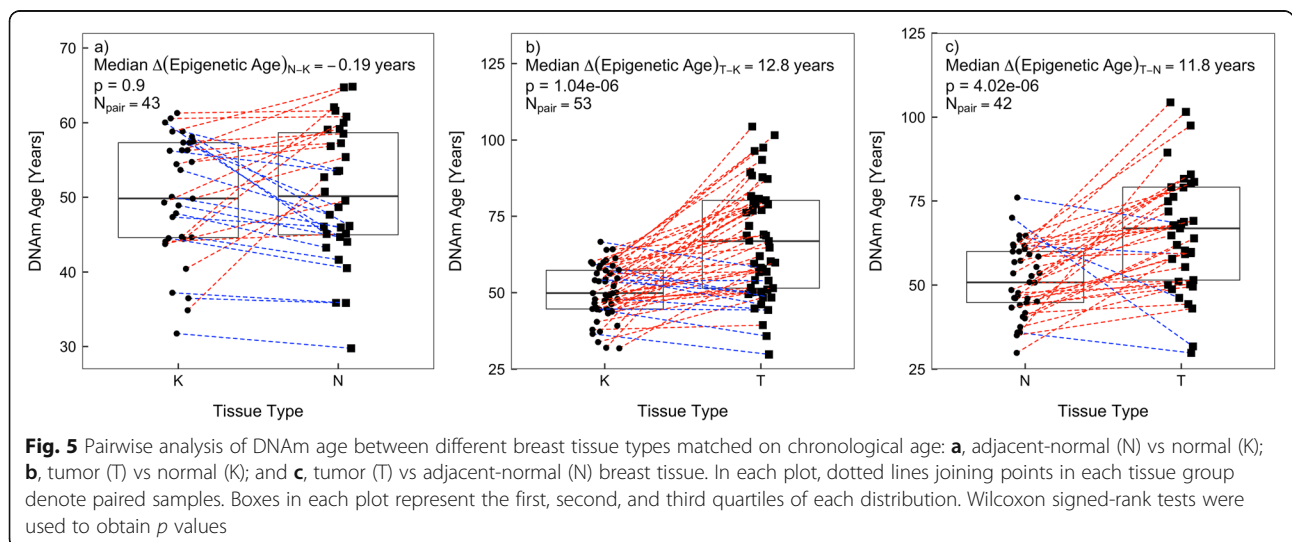 a)
Median Δ(Epigenetic Age)N–K = − 0.19 years
p = 0.9
Npair = 43
70
60
50
40
30
DNAm Age [Years]
K N
Tissue Type
b)
Median Δ(Epigenetic Age)T–K = 12.8 years
p = 1.04e-06
Npair = 53
125
100
75
50
25
DNAm Age [Years]
K T
Tissue Type
c)
Median Δ(Epigenetic Age)T–N = 11.8 years
p = 4.02e-06
Npair = 42
125
100
75
50
25
DNAm Age [Years]
N T
Tissue Type
Fig. 5 Pairwise analysis of DNAm age between different breast tissue types matched on chronological age: a, adjacent-normal (N) vs normal (K);
b, tumor (T) vs normal (K); and c, tumor (T) vs adjacent-normal (N) breast tissue. In each plot, dotted lines joining points in each tissue group
denote paired samples. Boxes in each plot represent the first, second, and third quartiles of each distribution. Wilcoxon signed-rank tests were
used to obtain p values